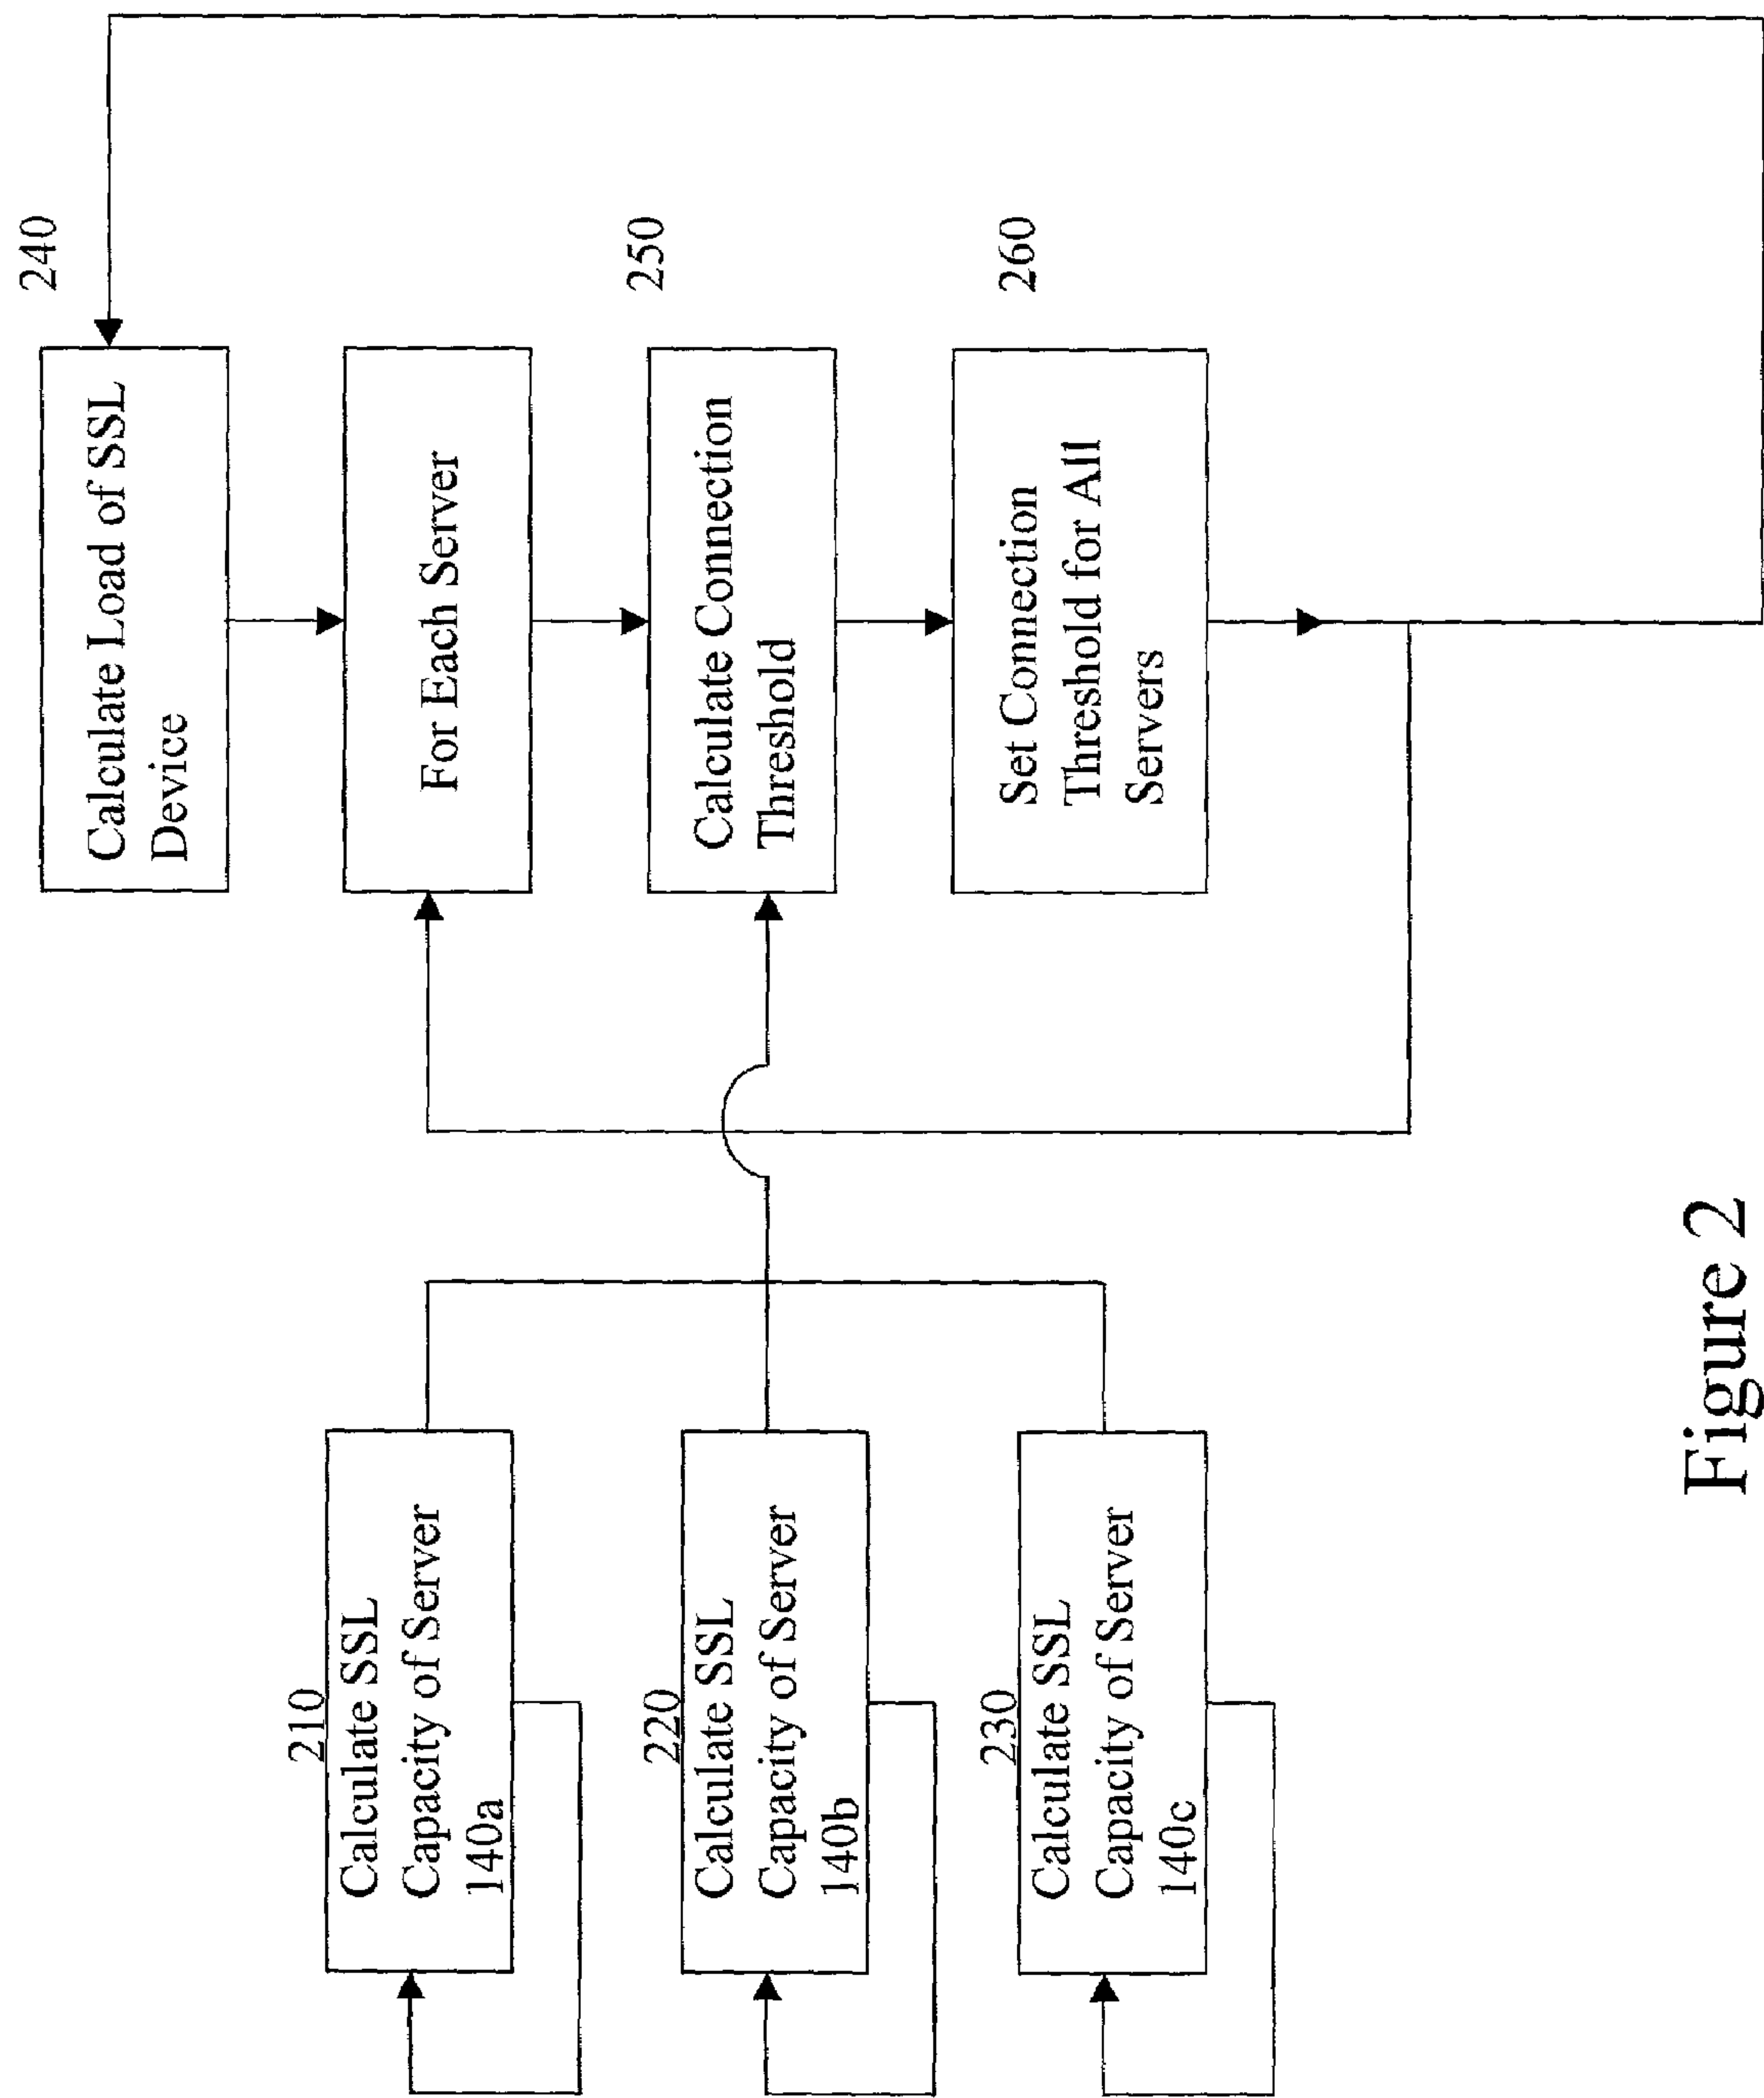 210
Calculate SSL
Capacity of Server
140a
220
Calculate SSL
Capacity of Server
140b
230
Calculate SSL
Capacity of Server
140c
240
Calculate Load of SSL
Device
For Each Server
250
Calculate Connection
Threshold
260
Set Connection
Threshold for All
Servers
Figure 2